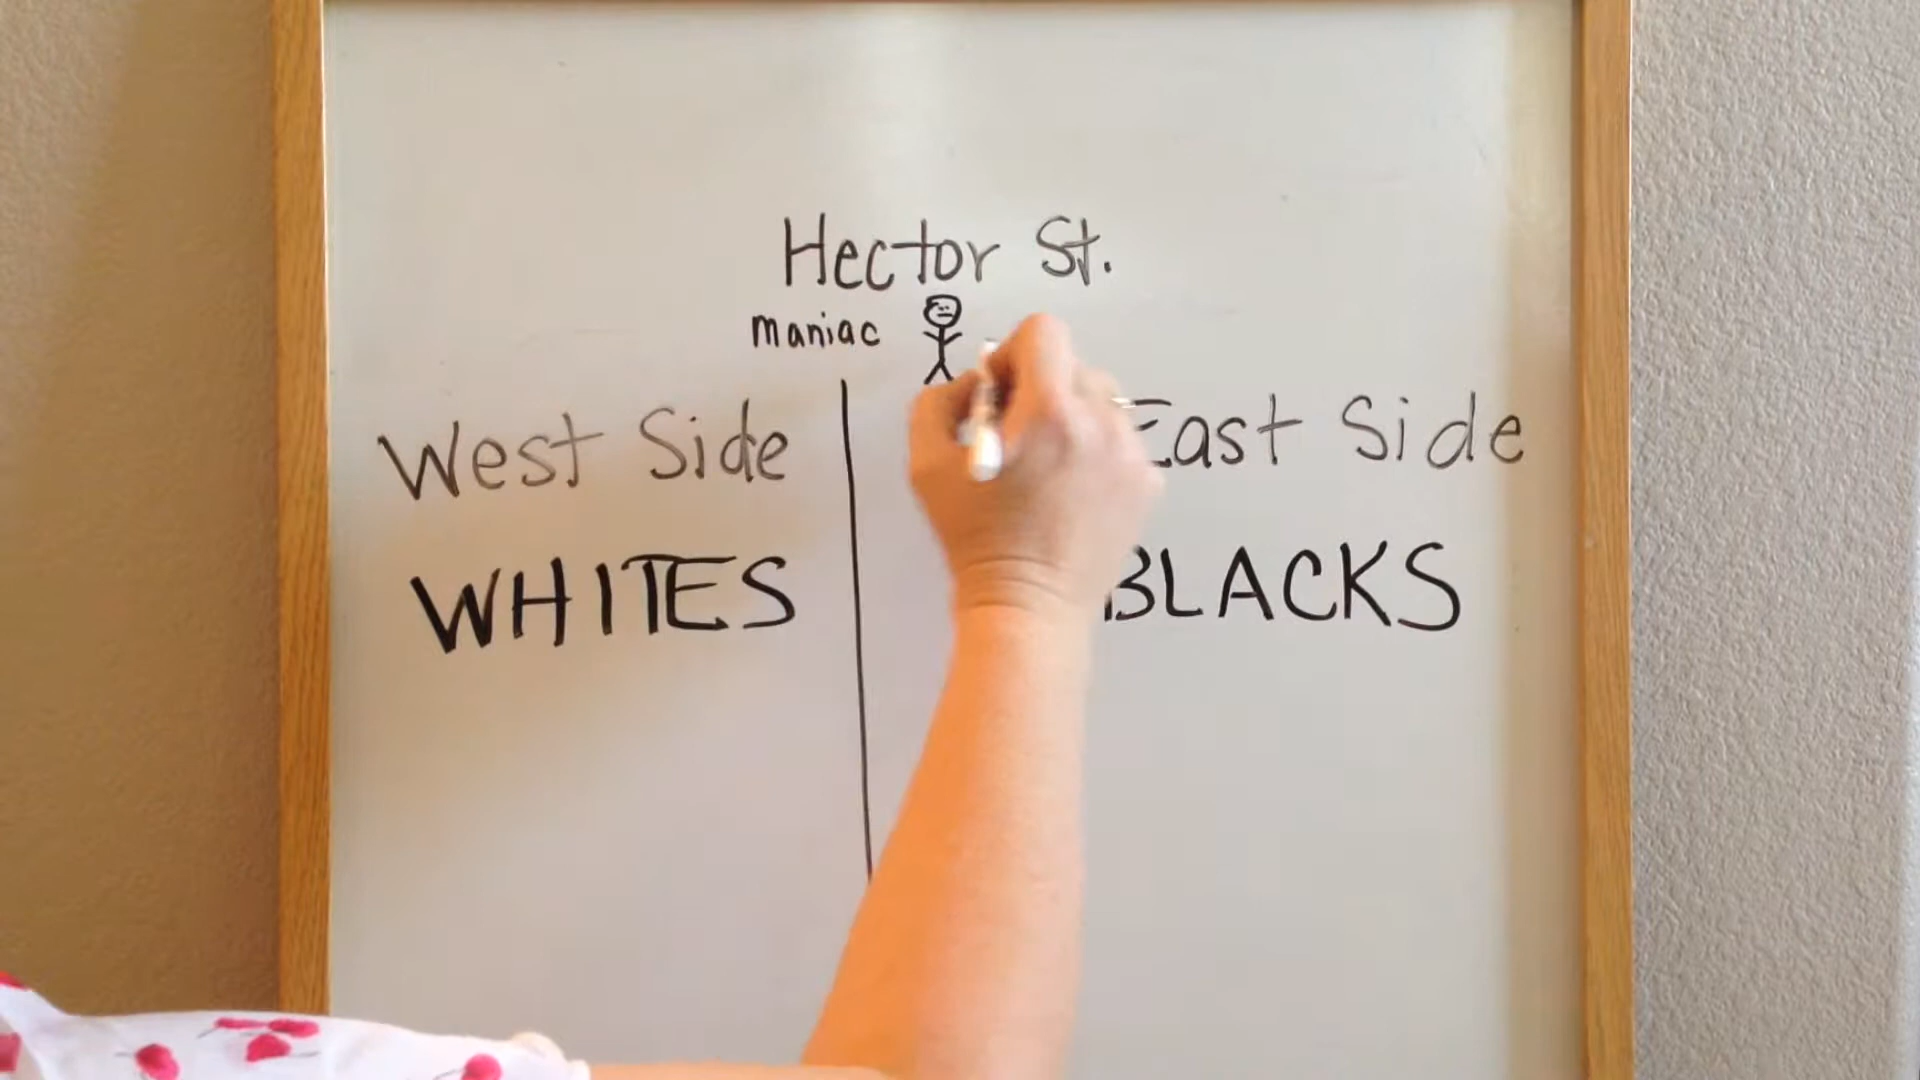 Hector St.
maniac
West Side
East Side
WHITES
BLACKS